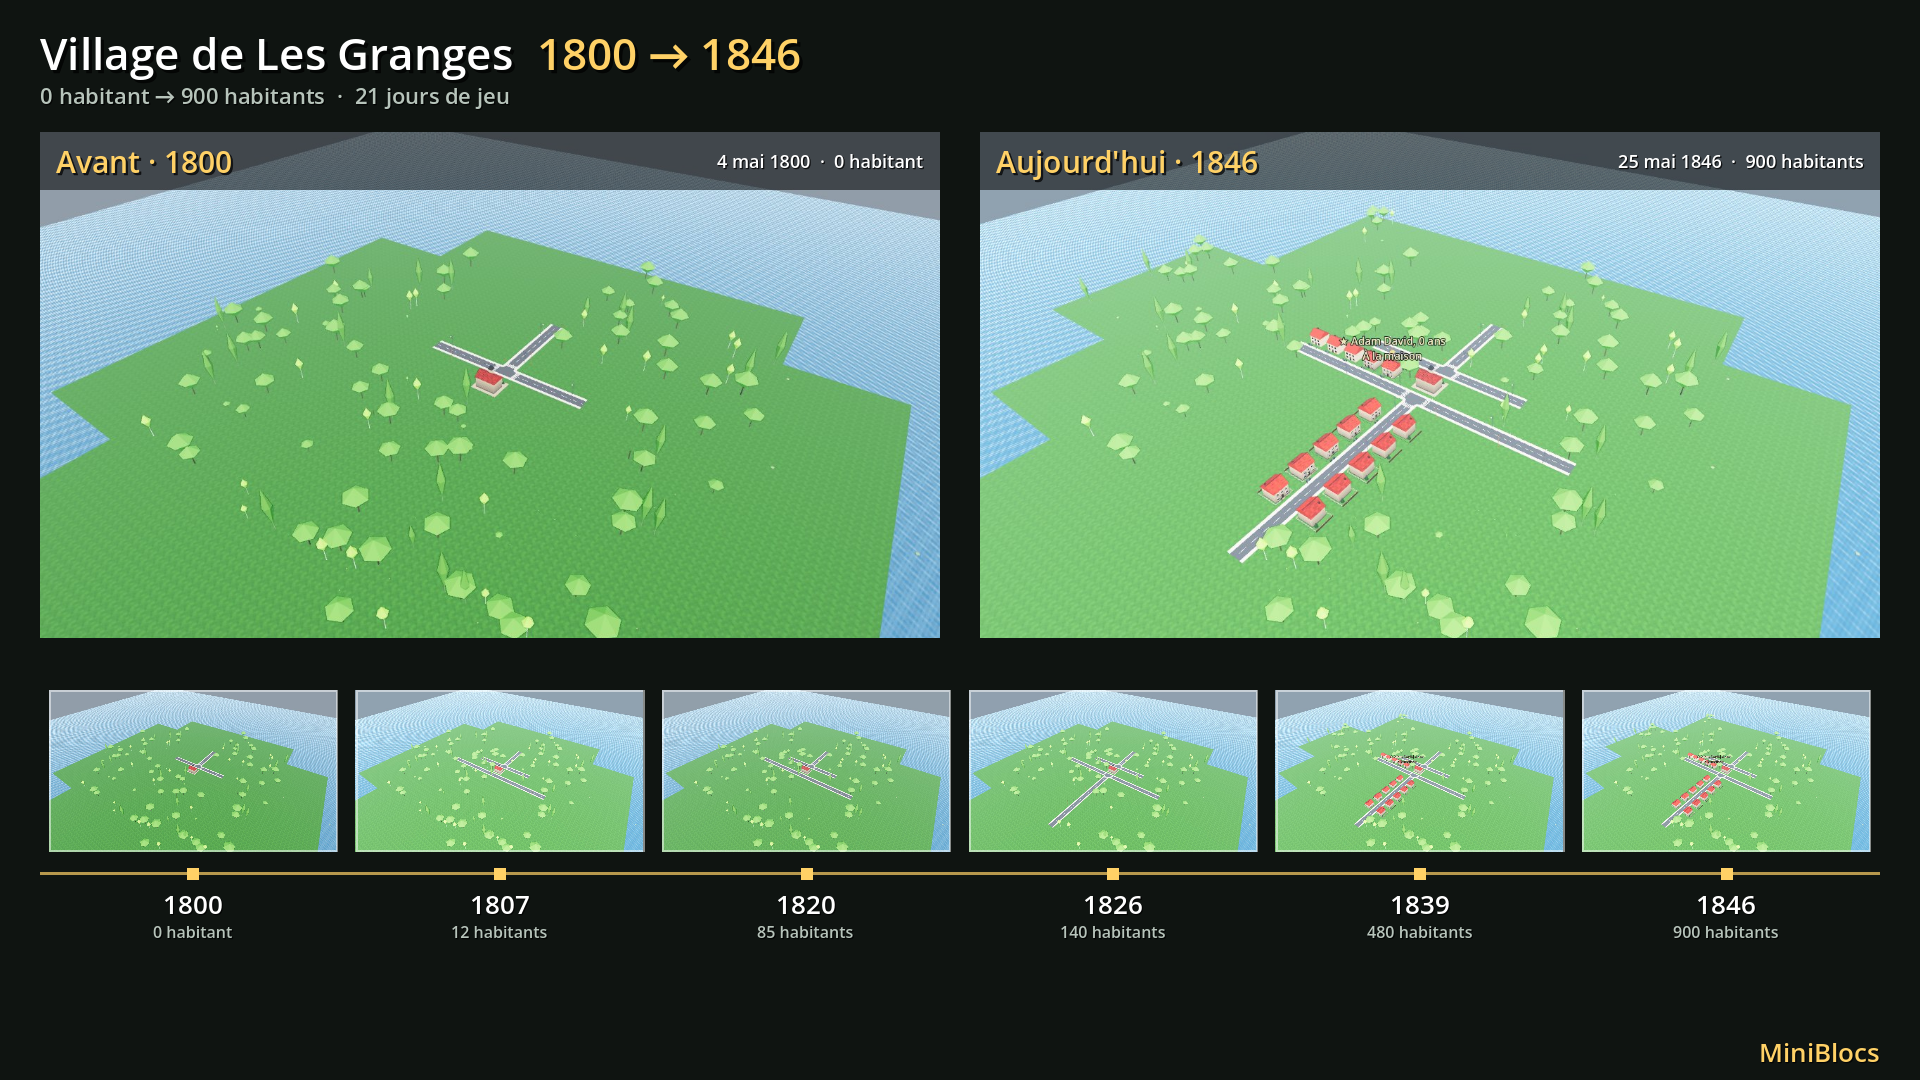 Village de Les Granges 1800 → 1846
0 habitant → 900 habitants · 21 jours de jeu
Avant · 1800
4 mai 1800 · 0 habitant
Aujourd'hui · 1846
25 mai 1846 · 900 habitants
★ Adam David, 0 ans
À la maison
1800
0 habitant
1807
12 habitants
1820
85 habitants
1826
140 habitants
1839
480 habitants
1846
900 habitants
MiniBlocs